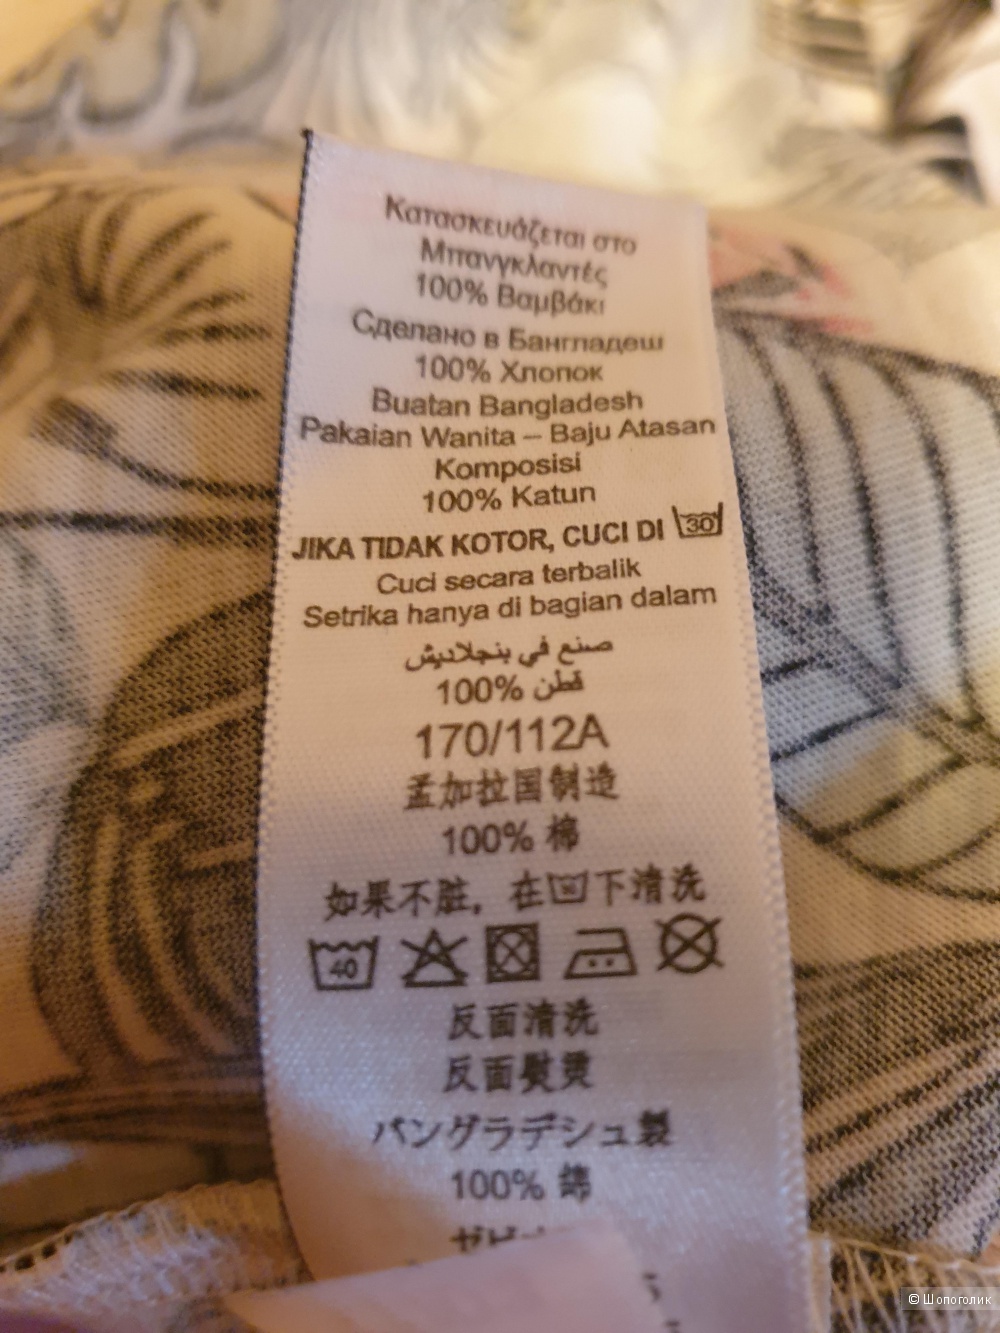 Κατασκευάζεται στο
Μπανγκλαντές
100% Βαμβάκι
Сделано в Бангладеш
100% Хлопок
Buatan Bangladesh
Pakaian Wanita – Baju Atasan
Komposisi
100% Katun
JIKA TIDAK KOTOR, CUCI DI 30
Cuci secara terbalik
Setrika hanya di bagian dalam
صنع في بنجلاديش
100% قطن
170/112A
孟加拉国制造
100% 棉
如果不脏，在30下清洗
40
反面清洗
反面熨烫
バングラデシュ製
100% 綿
© Шопоголик